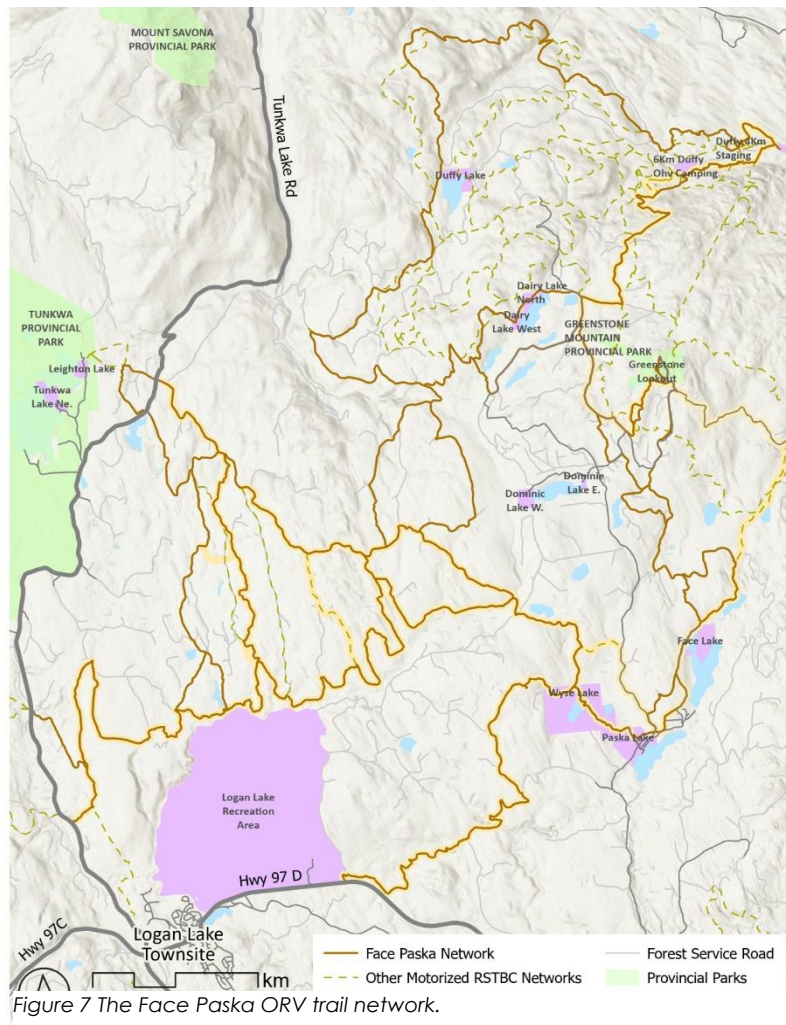 MOUNT SAVONA
PROVINCIAL PARK
Tunkwa Lake Rd
Duffy 4Km
Staging
6Km Duffy
Ohv Camping
Duffy Lake
Dairy Lake
North
Dairy
Lake West
GREENSTONE
MOUNTAIN
PROVINCIAL PARK
Greenstone
Lookout
TUNKWA
PROVINCIAL
PARK
Leighton Lake
Tunkwa
Lake Ne.
Dominic
Lake W.
Dominie
Lake E.
Face Lake
Wyse Lake
Paska Lake
Logan Lake
Recreation
Area
Hwy 97 D
Hwy 97C
Logan Lake
Townsite
km
Face Paska Network
Other Motorized RSTBC Networks
Forest Service Road
Provincial Parks
Figure 7 The Face Paska ORV trail network.